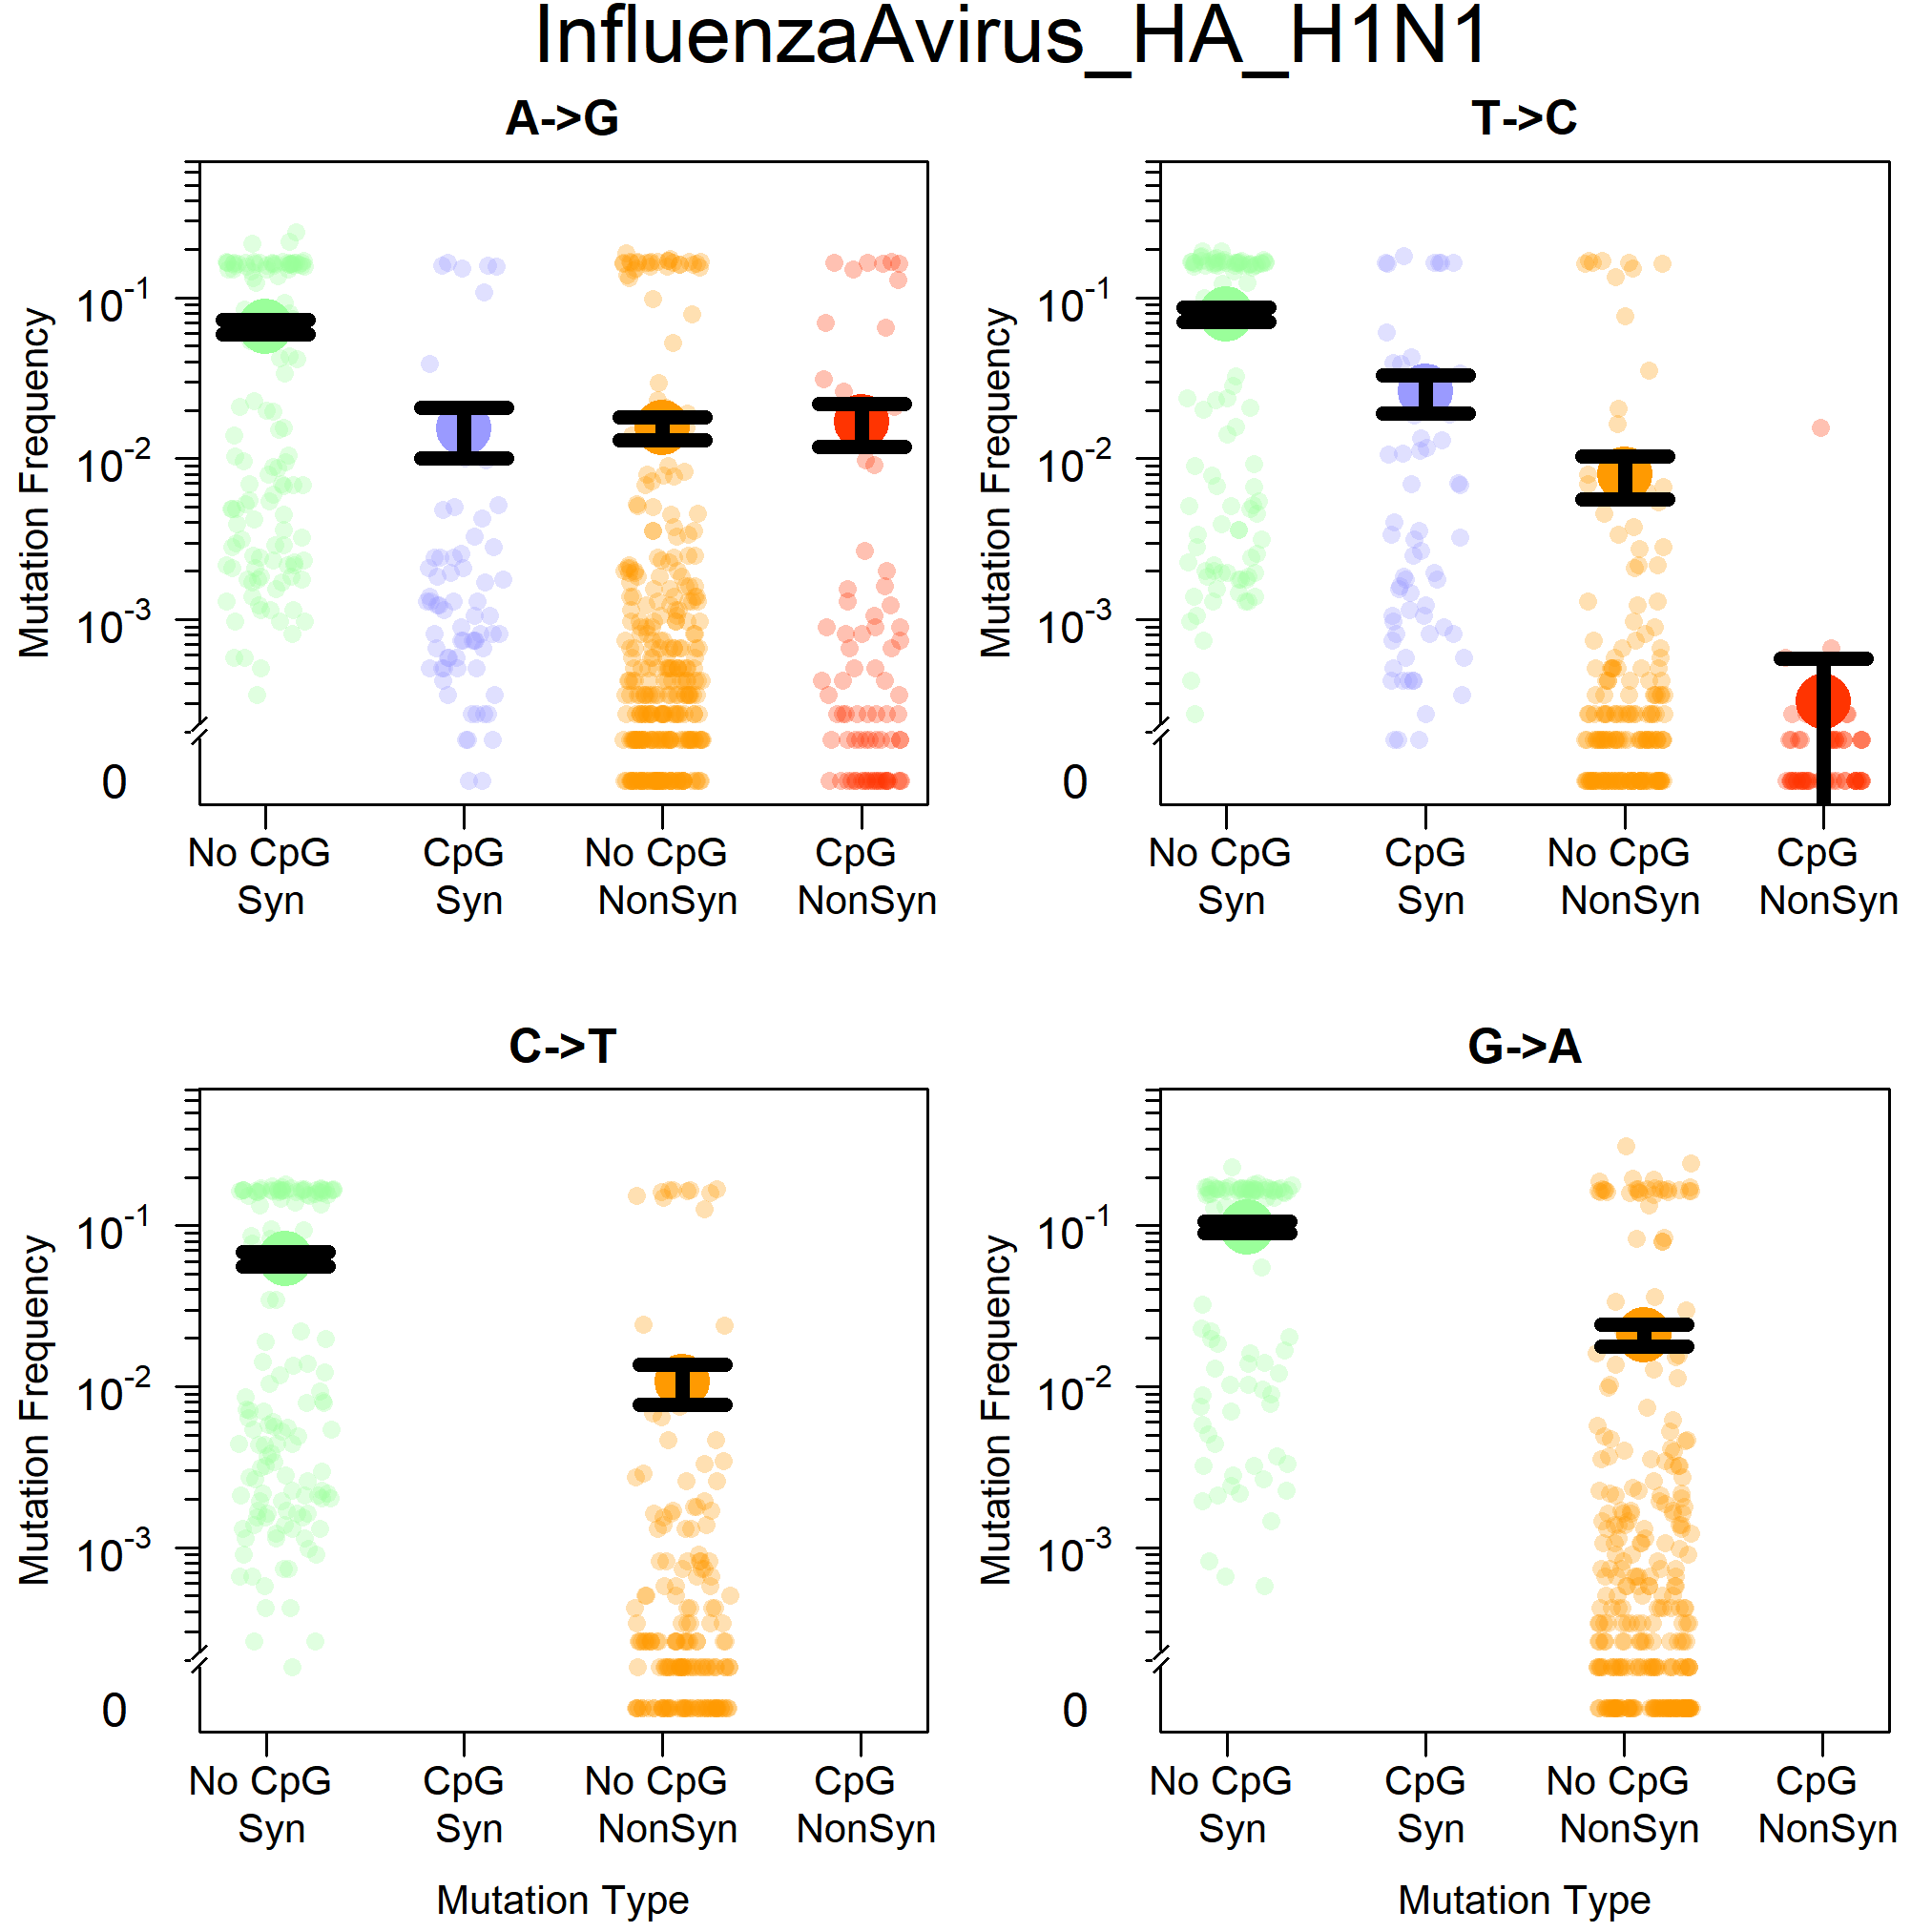 InfluenzaAvirus_HA_H1N1
A->G
Mutation Frequency
10^-1
10^-2
10^-3
0
No CpG Syn
CpG Syn
No CpG NonSyn
CpG NonSyn
T->C
Mutation Frequency
10^-1
10^-2
10^-3
0
No CpG Syn
CpG Syn
No CpG NonSyn
CpG NonSyn
C->T
Mutation Frequency
10^-1
10^-2
10^-3
0
No CpG Syn
CpG Syn
No CpG NonSyn
CpG NonSyn
Mutation Type
G->A
Mutation Frequency
10^-1
10^-2
10^-3
0
No CpG Syn
CpG Syn
No CpG NonSyn
CpG NonSyn
Mutation Type